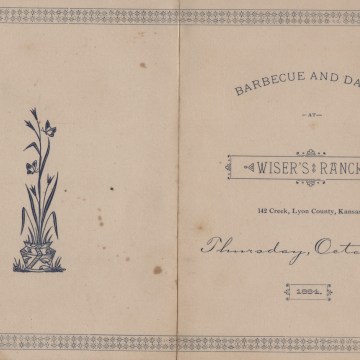 BARBECUE AND DA
—AT—
WISER'S RANCH
142 Creek, Lyon County, Kansas
Thursday, Octo
1884.